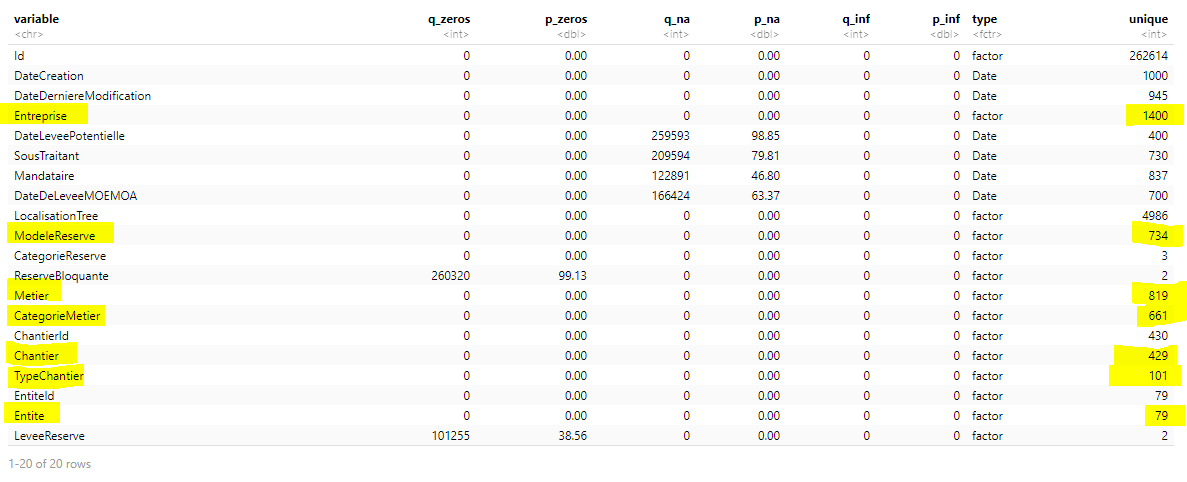 variable q_zeros p_zeros q_na p_na q_inf p_inf type unique
<chr> <int> <dbl> <int> <dbl> <int> <dbl> <fctr> <int>
Id 0 0.00 0 0.00 0 0 factor 262614
DateCreation 0 0.00 0 0.00 0 0 Date 1000
DateDerniereModification 0 0.00 0 0.00 0 0 Date 945
Entreprise 0 0.00 0 0.00 0 0 factor 1400
DateLeveePotentielle 0 0.00 259593 98.85 0 0 Date 400
SousTraitant 0 0.00 209594 79.81 0 0 Date 730
Mandataire 0 0.00 122891 46.80 0 0 Date 837
DateDeLeveeMOEMOA 0 0.00 166424 63.37 0 0 Date 700
LocalisationTree 0 0.00 0 0.00 0 0 factor 4986
ModeleReserve 0 0.00 0 0.00 0 0 factor 734
CategorieReserve 0 0.00 0 0.00 0 0 factor 3
ReserveBloquante 260320 99.13 0 0.00 0 0 factor 2
Metier 0 0.00 0 0.00 0 0 factor 819
CategorieMetier 0 0.00 0 0.00 0 0 factor 661
ChantierId 0 0.00 0 0.00 0 0 factor 430
Chantier 0 0.00 0 0.00 0 0 factor 429
TypeChantier 0 0.00 0 0.00 0 0 factor 101
EntiteId 0 0.00 0 0.00 0 0 factor 79
Entite 0 0.00 0 0.00 0 0 factor 79
LeveeReserve 101255 38.56 0 0.00 0 0 factor 2
1-20 of 20 rows